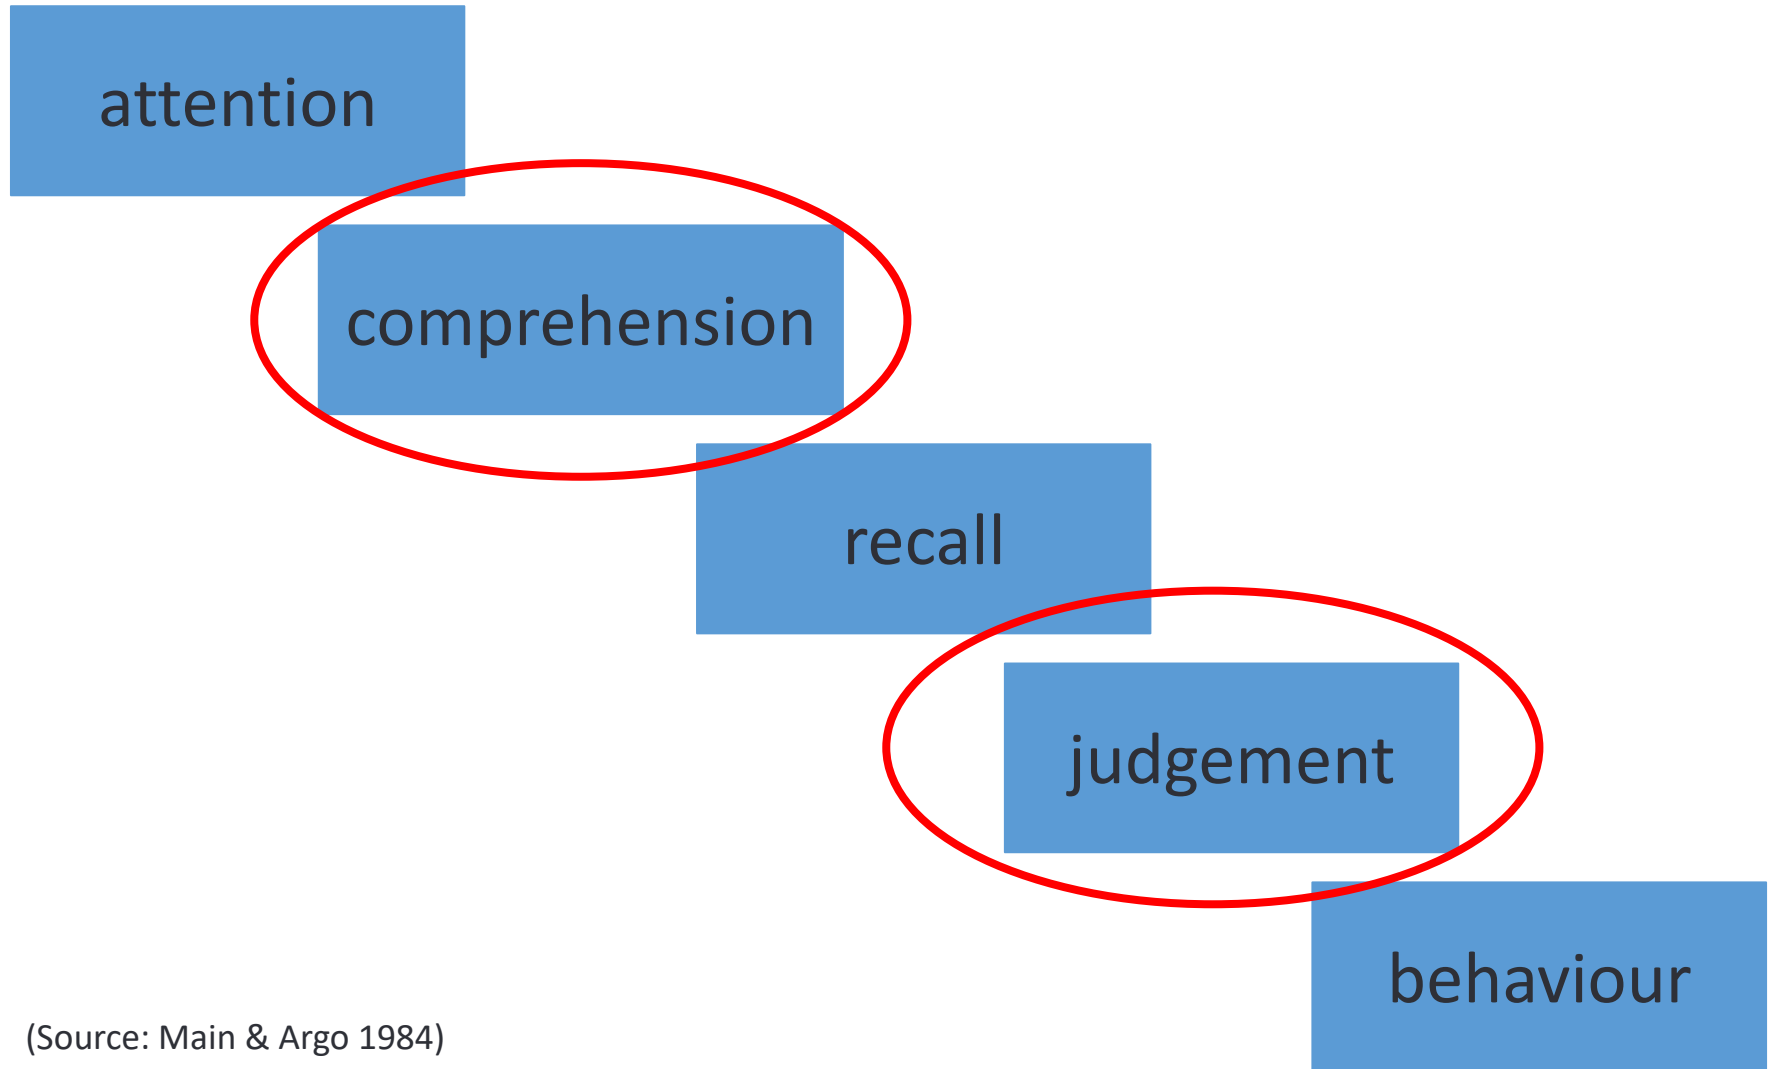 attention
comprehension
recall
judgement
behaviour
(Source: Main & Argo 1984)